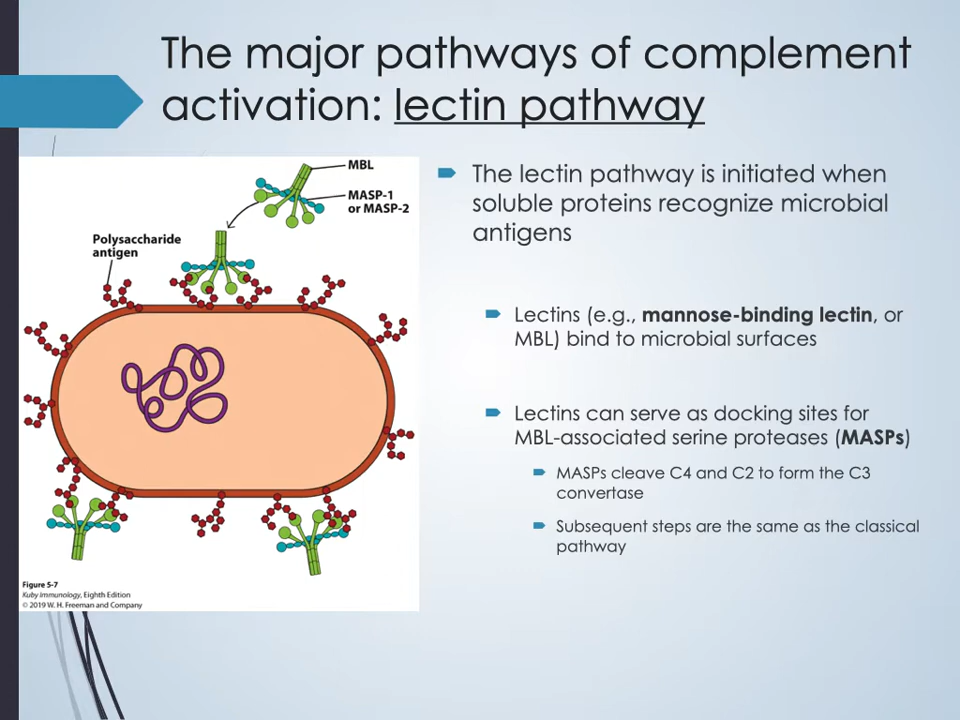 The major pathways of complement
activation: lectin pathway
MBL
MASP-1
or MASP-2
Polysaccharide
antigen
Figure 5-7
Kuby Immunology, Eighth Edition
© 2019 W. H. Freeman and Company
The lectin pathway is initiated when
soluble proteins recognize microbial
antigens
Lectins (e.g., mannose-binding lectin, or
MBL) bind to microbial surfaces
Lectins can serve as docking sites for
MBL-associated serine proteases (MASPs)
MASPs cleave C4 and C2 to form the C3
convertase
Subsequent steps are the same as the classical
pathway